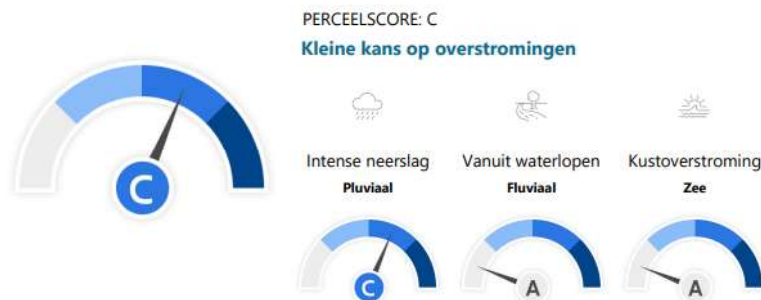 PERCEELSCORE: C
Kleine kans op overstromingen
C
Intense neerslag
Pluviaal
Vanuit waterlopen
Fluviaal
Kustoverstroming
Zee
C
A
A